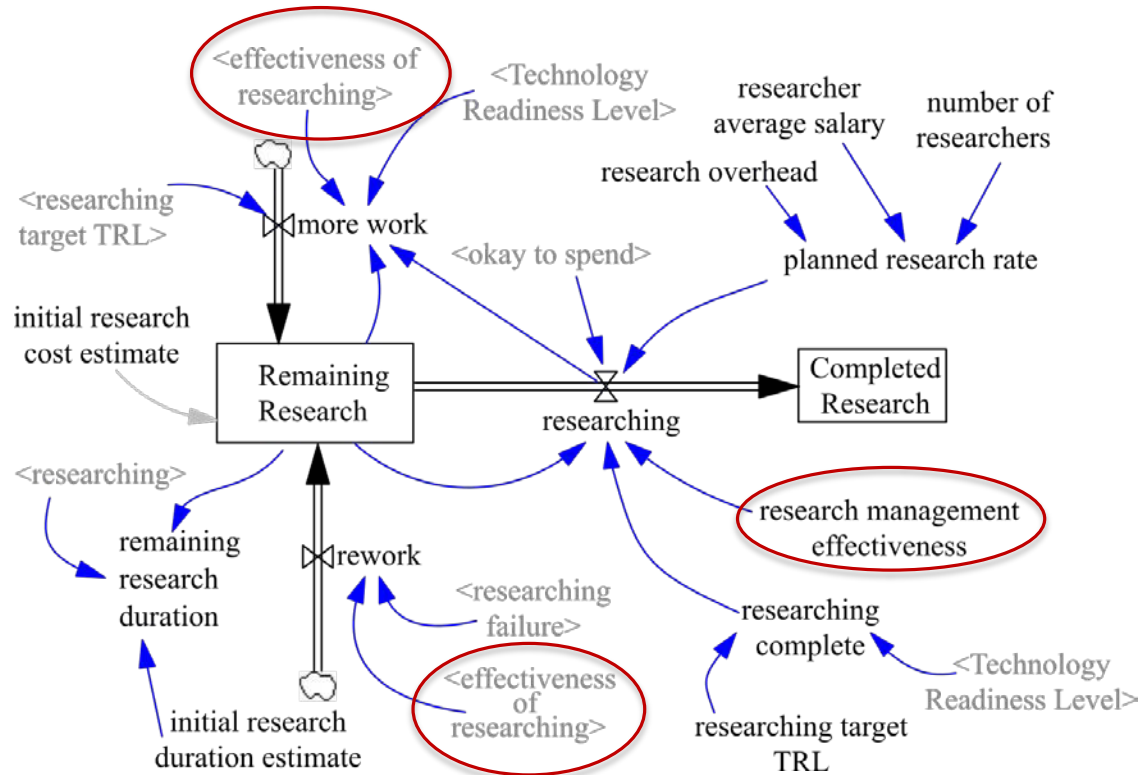 <effectiveness of
researching>
<Technology
Readiness Level>
researcher
average salary
number of
researchers
research overhead
<researching
target TRL>
more work
<okay to spend>
planned research rate
initial research
cost estimate
Remaining
Research
Completed
Research
researching
<researching>
research management
effectiveness
remaining
research
duration
rework
<researching
failure>
researching
complete
<effectiveness
of
researching>
<Technology
Readiness Level>
initial research
duration estimate
researching target
TRL